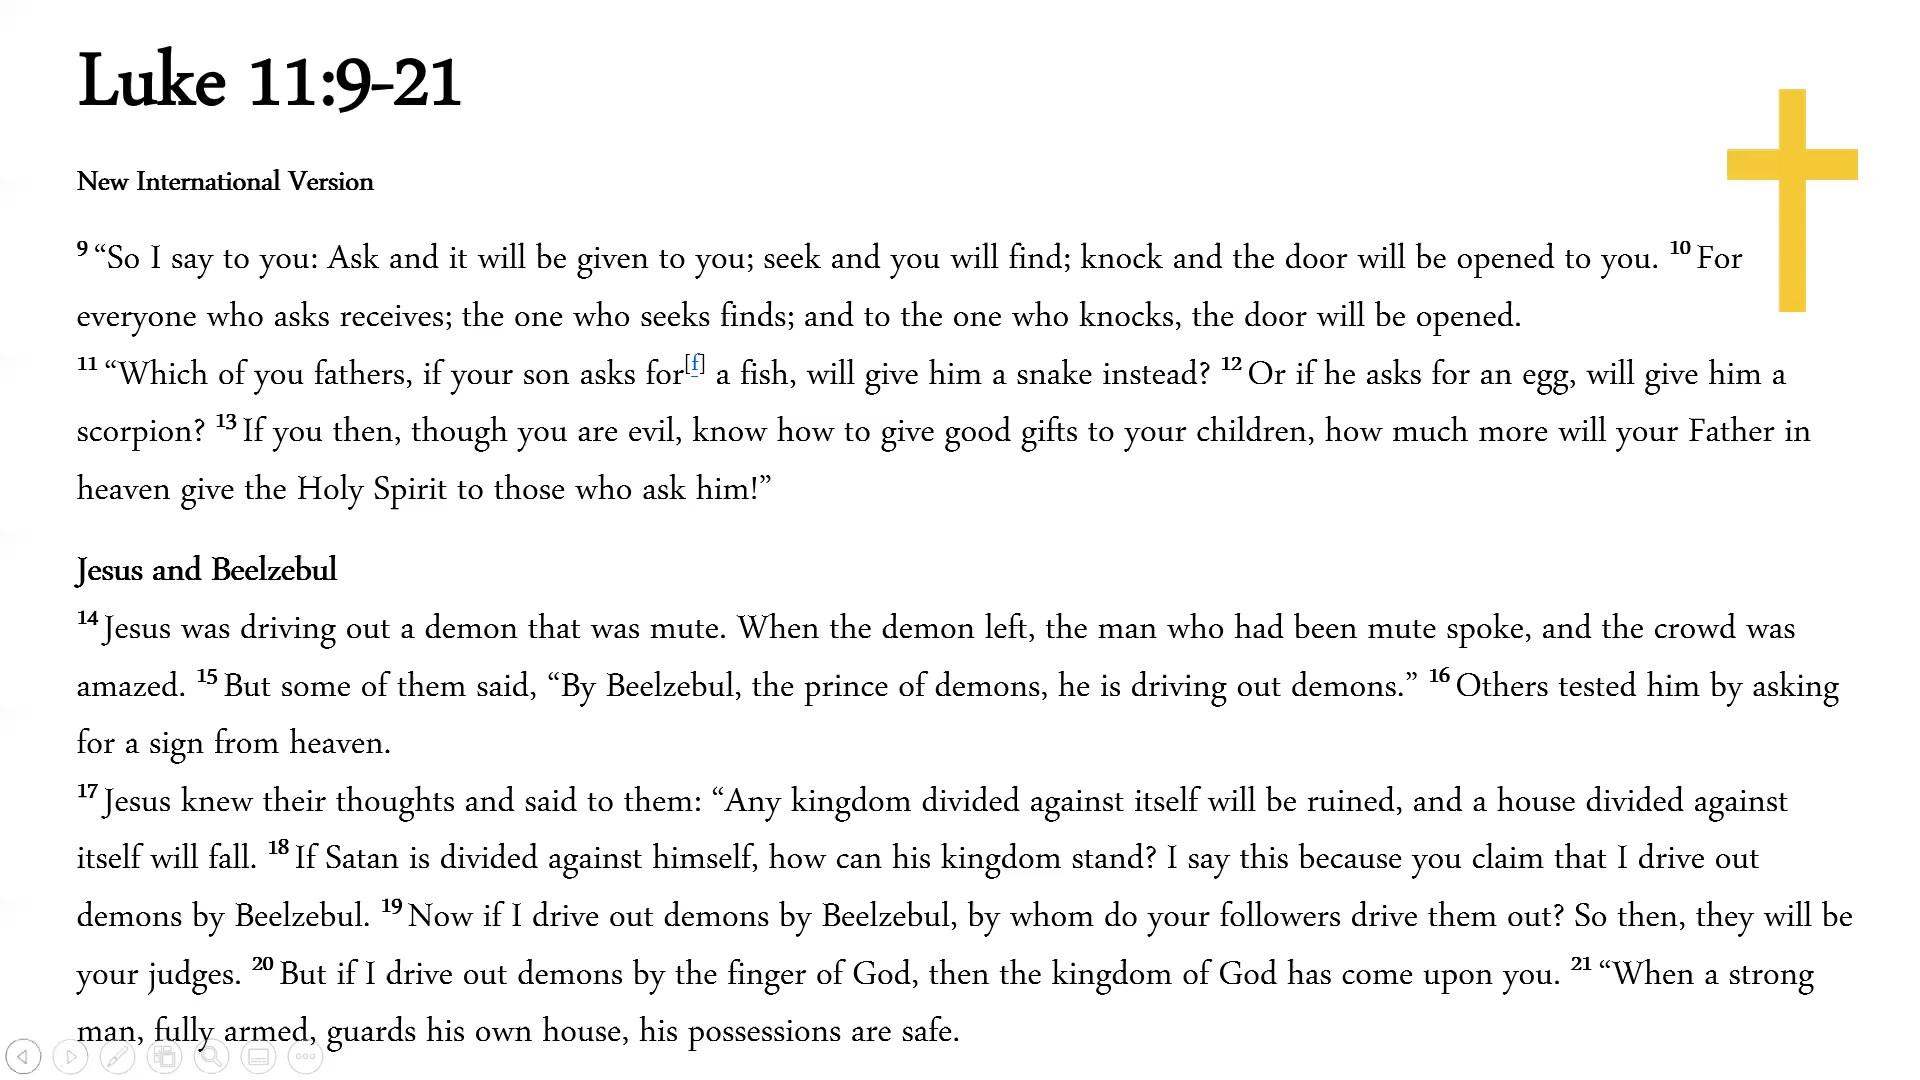 Luke 11:9-21
New International Version
9 “So I say to you: Ask and it will be given to you; seek and you will find; knock and the door will be opened to you. 10 For
everyone who asks receives; the one who seeks finds; and to the one who knocks, the door will be opened.
11 “Which of you fathers, if your son asks for[f] a fish, will give him a snake instead? 12 Or if he asks for an egg, will give him a
scorpion? 13 If you then, though you are evil, know how to give good gifts to your children, how much more will your Father in
heaven give the Holy Spirit to those who ask him!”
Jesus and Beelzebul
14 Jesus was driving out a demon that was mute. When the demon left, the man who had been mute spoke, and the crowd was
amazed. 15 But some of them said, “By Beelzebul, the prince of demons, he is driving out demons.” 16 Others tested him by asking
for a sign from heaven.
17 Jesus knew their thoughts and said to them: “Any kingdom divided against itself will be ruined, and a house divided against
itself will fall. 18 If Satan is divided against himself, how can his kingdom stand? I say this because you claim that I drive out
demons by Beelzebul. 19 Now if I drive out demons by Beelzebul, by whom do your followers drive them out? So then, they will be
your judges. 20 But if I drive out demons by the finger of God, then the kingdom of God has come upon you. 21 “When a strong
man, fully armed, guards his own house, his possessions are safe.